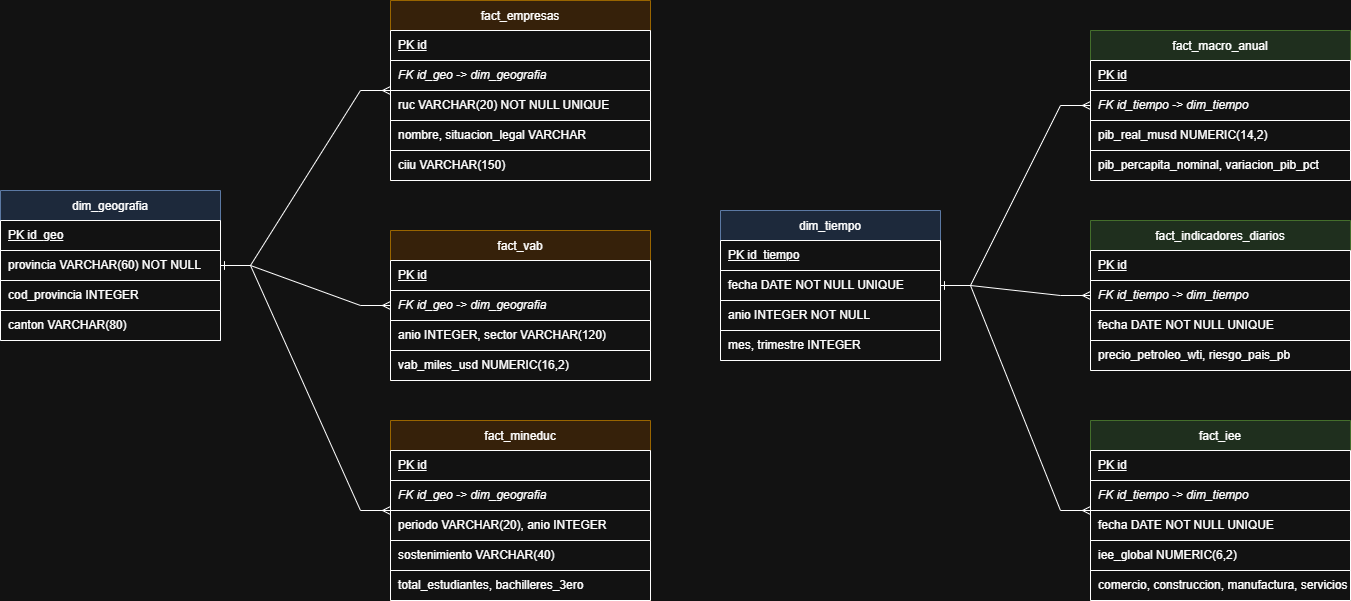 fact_empresas
PK id
FK id_geo -> dim_geografia
ruc VARCHAR(20) NOT NULL UNIQUE
nombre, situacion_legal VARCHAR
ciiu VARCHAR(150)
dim_geografia
PK id_geo
provincia VARCHAR(60) NOT NULL
cod_provincia INTEGER
canton VARCHAR(80)
fact_vab
PK id
FK id_geo -> dim_geografia
anio INTEGER, sector VARCHAR(120)
vab_miles_usd NUMERIC(16,2)
fact_mineduc
PK id
FK id_geo -> dim_geografia
periodo VARCHAR(20), anio INTEGER
sostenimiento VARCHAR(40)
total_estudiantes, bachilleres_3ero
dim_tiempo
PK id_tiempo
fecha DATE NOT NULL UNIQUE
anio INTEGER NOT NULL
mes, trimestre INTEGER
fact_macro_anual
PK id
FK id_tiempo -> dim_tiempo
pib_real_musd NUMERIC(14,2)
pib_percapita_nominal, variacion_pib_pct
fact_indicadores_diarios
PK id
FK id_tiempo -> dim_tiempo
fecha DATE NOT NULL UNIQUE
precio_petroleo_wti, riesgo_pais_pb
fact_iee
PK id
FK id_tiempo -> dim_tiempo
fecha DATE NOT NULL UNIQUE
iee_global NUMERIC(6,2)
comercio, construccion, manufactura, servicios